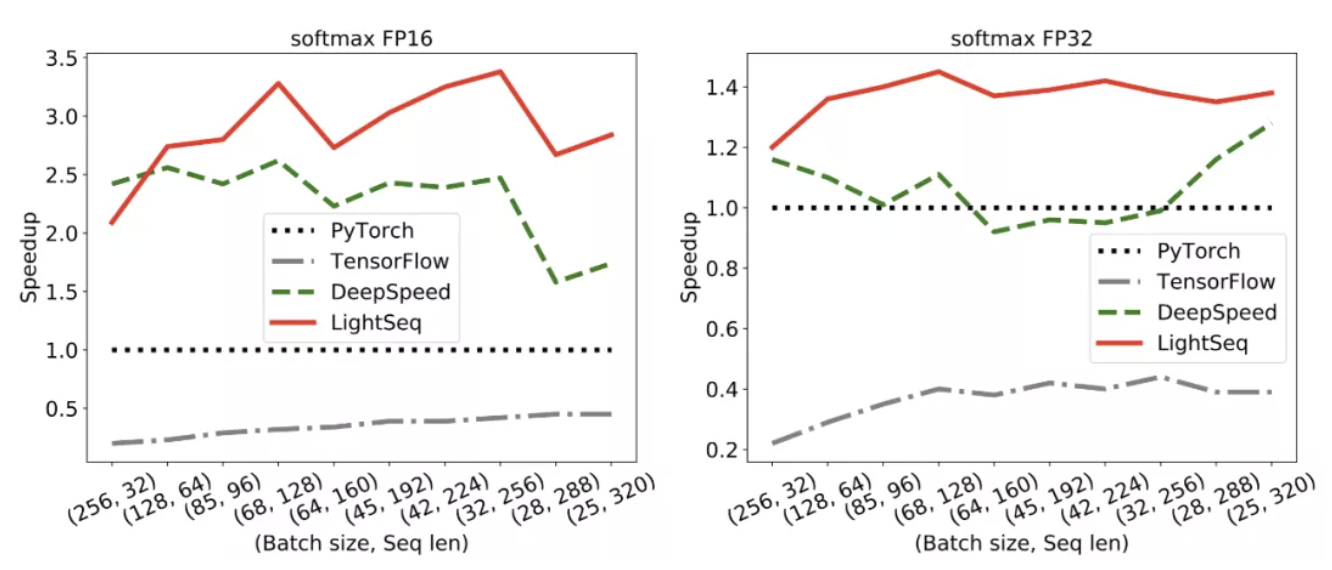 softmax FP16
3.5
3.0
2.5
2.0
1.5
1.0
0.5
Speedup
PyTorch
TensorFlow
DeepSpeed
LightSeq
(256, 32)
(128, 64)
(85, 96)
(68, 128)
(64, 160)
(45, 192)
(42, 224)
(32, 256)
(28, 288)
(25, 320)
(Batch size, Seq len)
softmax FP32
1.4
1.2
1.0
0.8
0.6
0.4
0.2
Speedup
PyTorch
TensorFlow
DeepSpeed
LightSeq
(256, 32)
(128, 64)
(85, 96)
(68, 128)
(64, 160)
(45, 192)
(42, 224)
(32, 256)
(28, 288)
(25, 320)
(Batch size, Seq len)